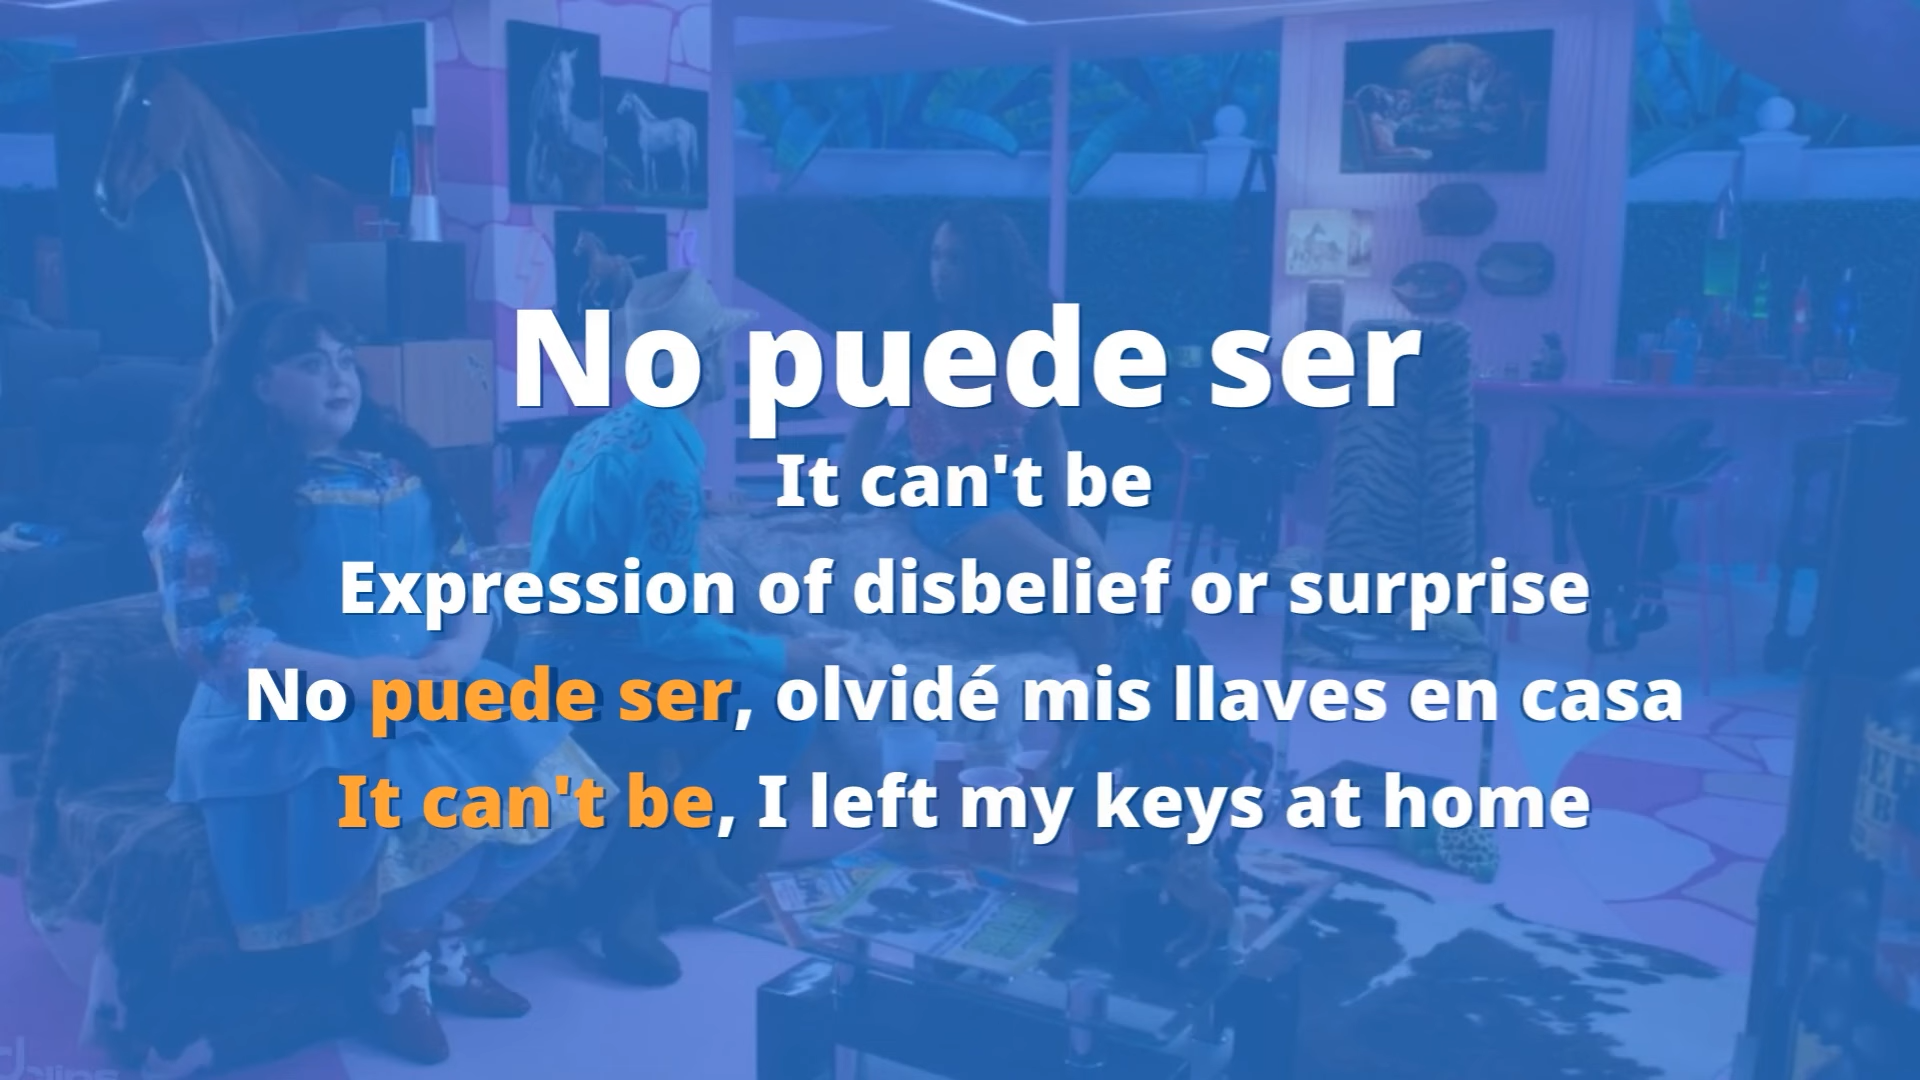 No puede ser
It can't be
Expression of disbelief or surprise
No puede ser, olvidé mis llaves en casa
It can't be, I left my keys at home